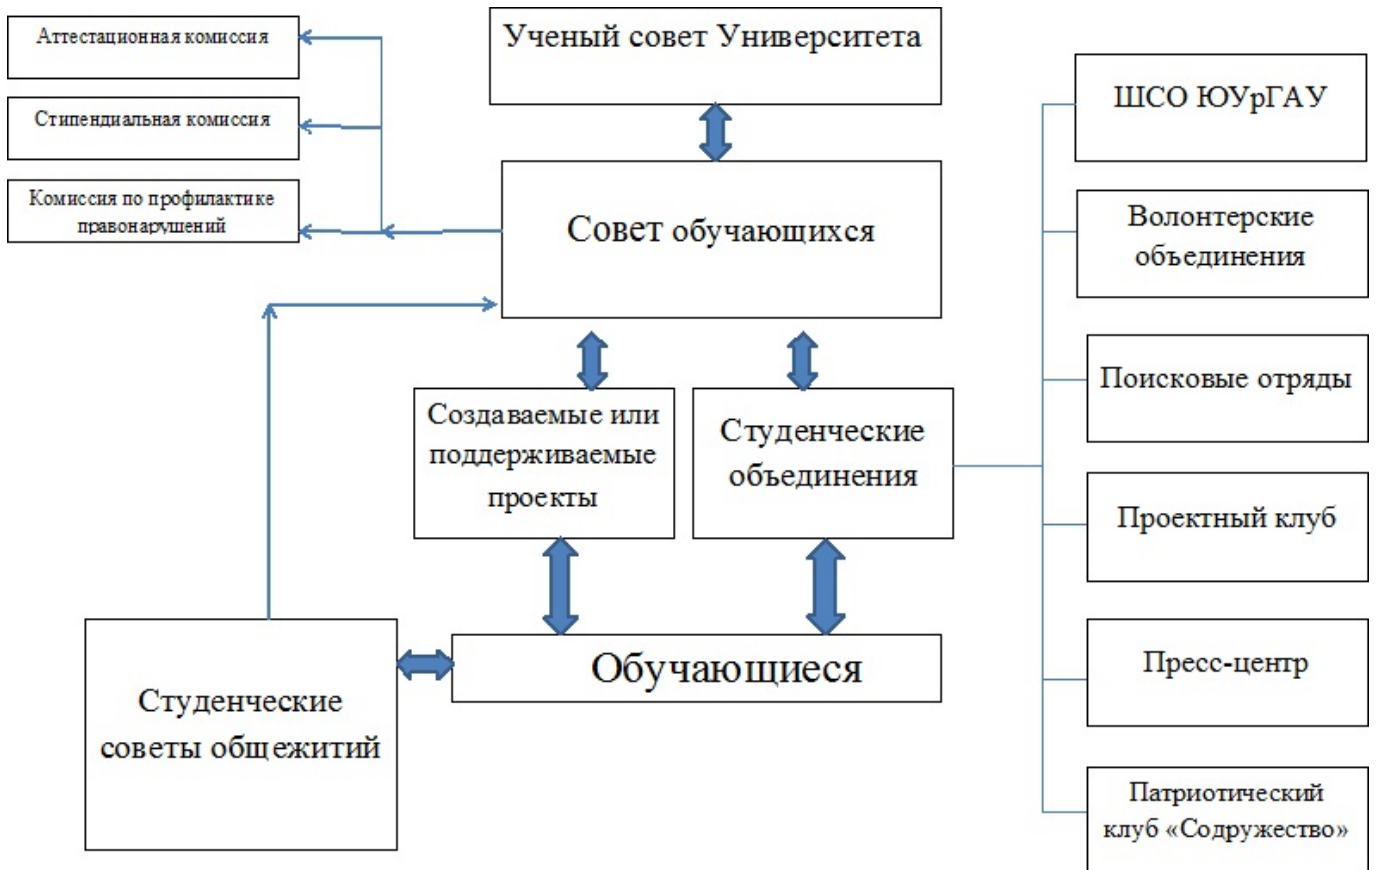 Аттестационная комиссия
Стипендиальная комиссия
Комиссия по профилактике
правонарушений
Ученый совет Университета
Совет обучающихся
Создаваемые или
поддерживаемые
проекты
Студенческие
объединения
Обучающиеся
Студенческие
советы общежитий
ШСО ЮУрГАУ
Волонтерские
объединения
Поисковые отряды
Проектный клуб
Пресс-центр
Патриотический
клуб «Содружество»